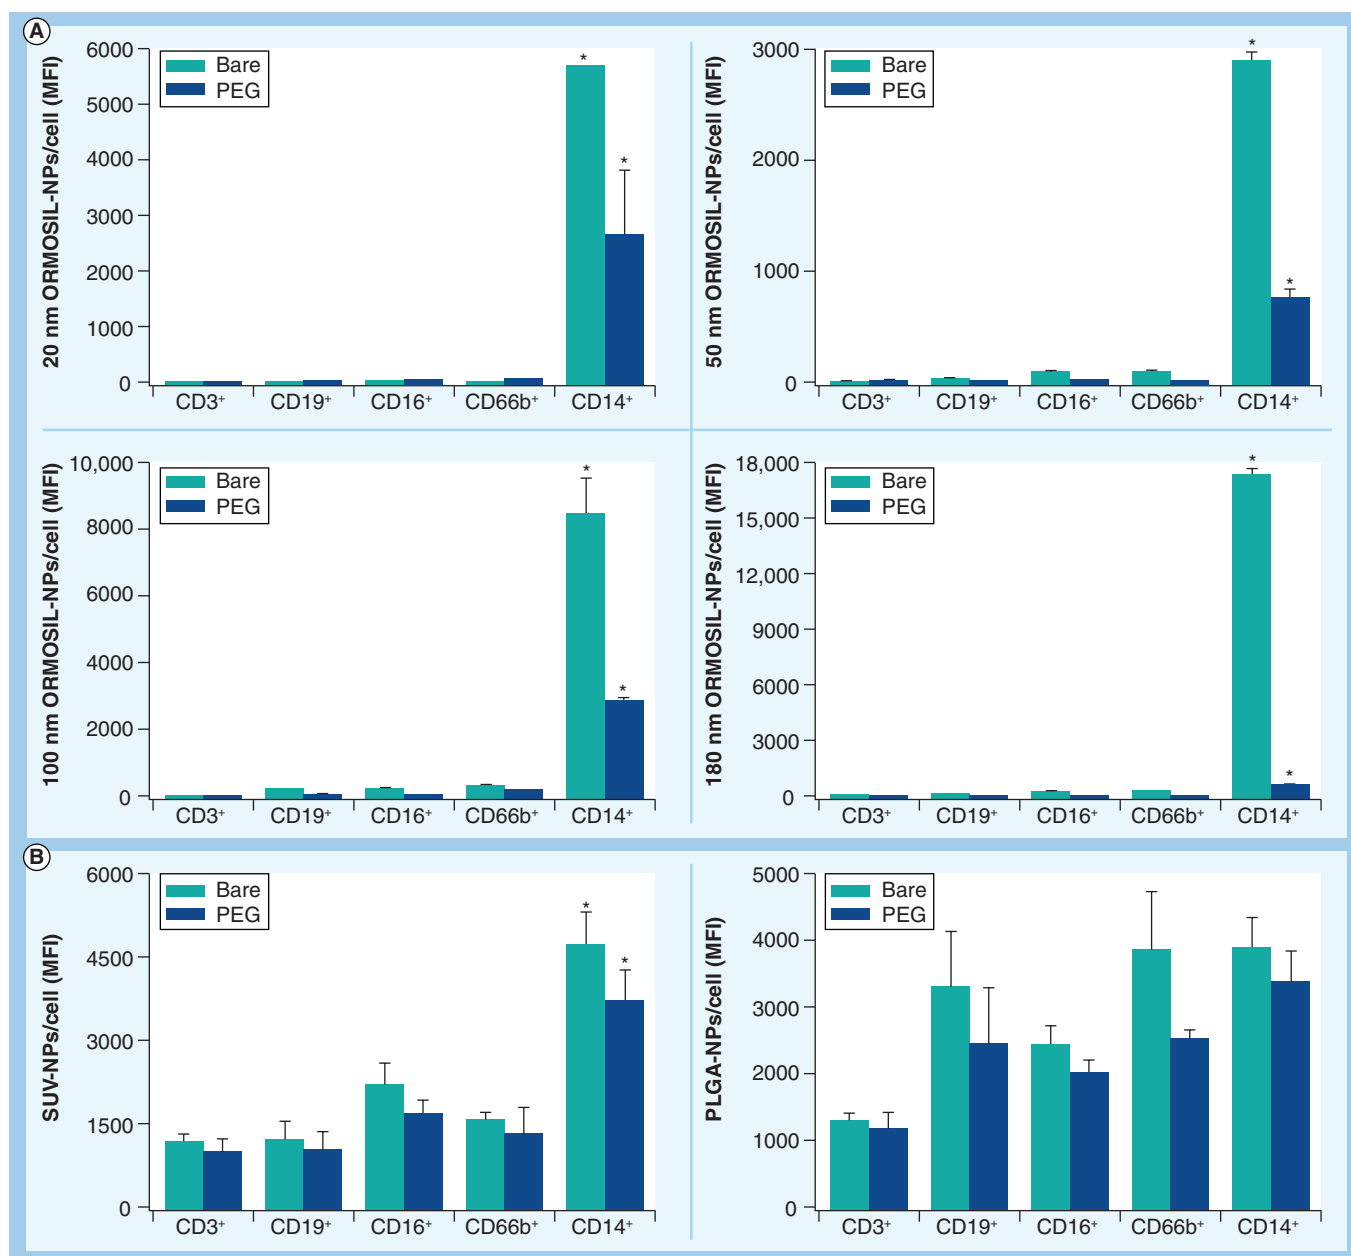 A
20 nm ORMOSIL-NPs/cell (MFI)
6000
5000
4000
3000
2000
1000
0
Bare
PEG
*
*
CD3+ CD19+ CD16+ CD66b+ CD14+
50 nm ORMOSIL-NPs/cell (MFI)
3000
2000
1000
0
Bare
PEG
*
*
CD3+ CD19+ CD16+ CD66b+ CD14+
100 nm ORMOSIL-NPs/cell (MFI)
10,000
8000
6000
4000
2000
0
Bare
PEG
*
*
CD3+ CD19+ CD16+ CD66b+ CD14+
180 nm ORMOSIL-NPs/cell (MFI)
18,000
15,000
12,000
9000
6000
3000
0
Bare
PEG
*
*
CD3+ CD19+ CD16+ CD66b+ CD14+
B
SUV-NPs/cell (MFI)
6000
4500
3000
1500
0
Bare
PEG
*
*
CD3+ CD19+ CD16+ CD66b+ CD14+
PLGA-NPs/cell (MFI)
5000
4000
3000
2000
1000
0
Bare
PEG
CD3+ CD19+ CD16+ CD66b+ CD14+